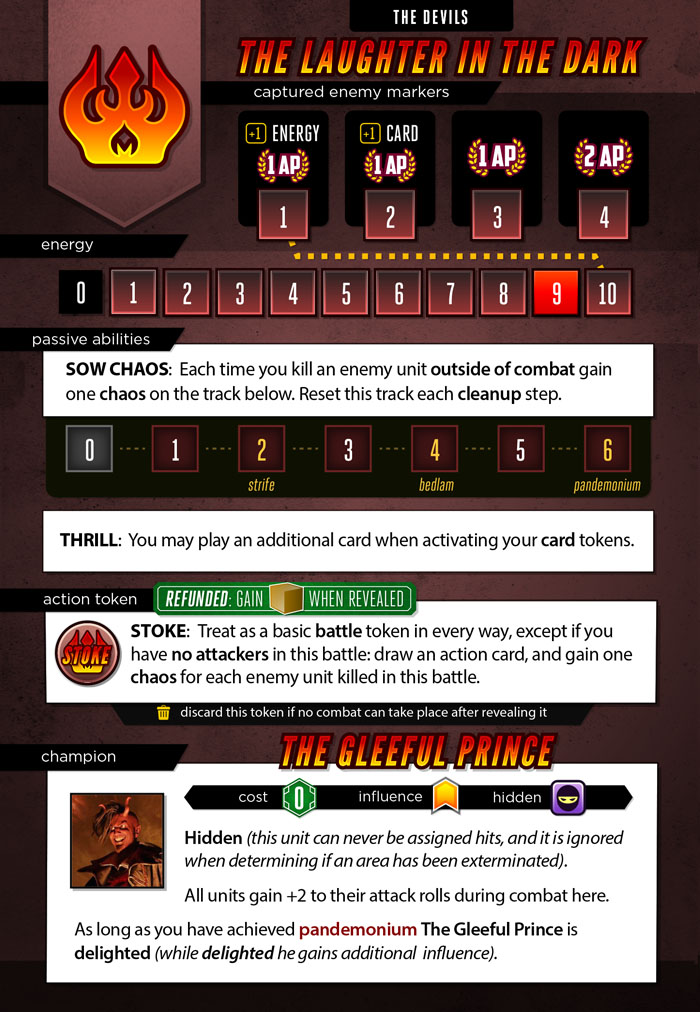 THE DEVILS
THE LAUGHTER IN THE DARK
captured enemy markers
+1 ENERGY
1 AP
1
+1 CARD
1 AP
2
1 AP
3
2 AP
4
energy
0 1 2 3 4 5 6 7 8 9 10
passive abilities
SOW CHAOS: Each time you kill an enemy unit outside of combat gain
one chaos on the track below. Reset this track each cleanup step.
0 1 2 3 4 5 6
strife bedlam pandemonium
THRILL: You may play an additional card when activating your card tokens.
action token
REFUNDED: GAIN WHEN REVEALED
STOKE
STOKE: Treat as a basic battle token in every way, except if you
have no attackers in this battle: draw an action card, and gain one
chaos for each enemy unit killed in this battle.
discard this token if no combat can take place after revealing it
champion
THE GLEEFUL PRINCE
cost 0 influence hidden
Hidden (this unit can never be assigned hits, and it is ignored
when determining if an area has been exterminated).
All units gain +2 to their attack rolls during combat here.
As long as you have achieved pandemonium The Gleeful Prince is
delighted (while delighted he gains additional influence).